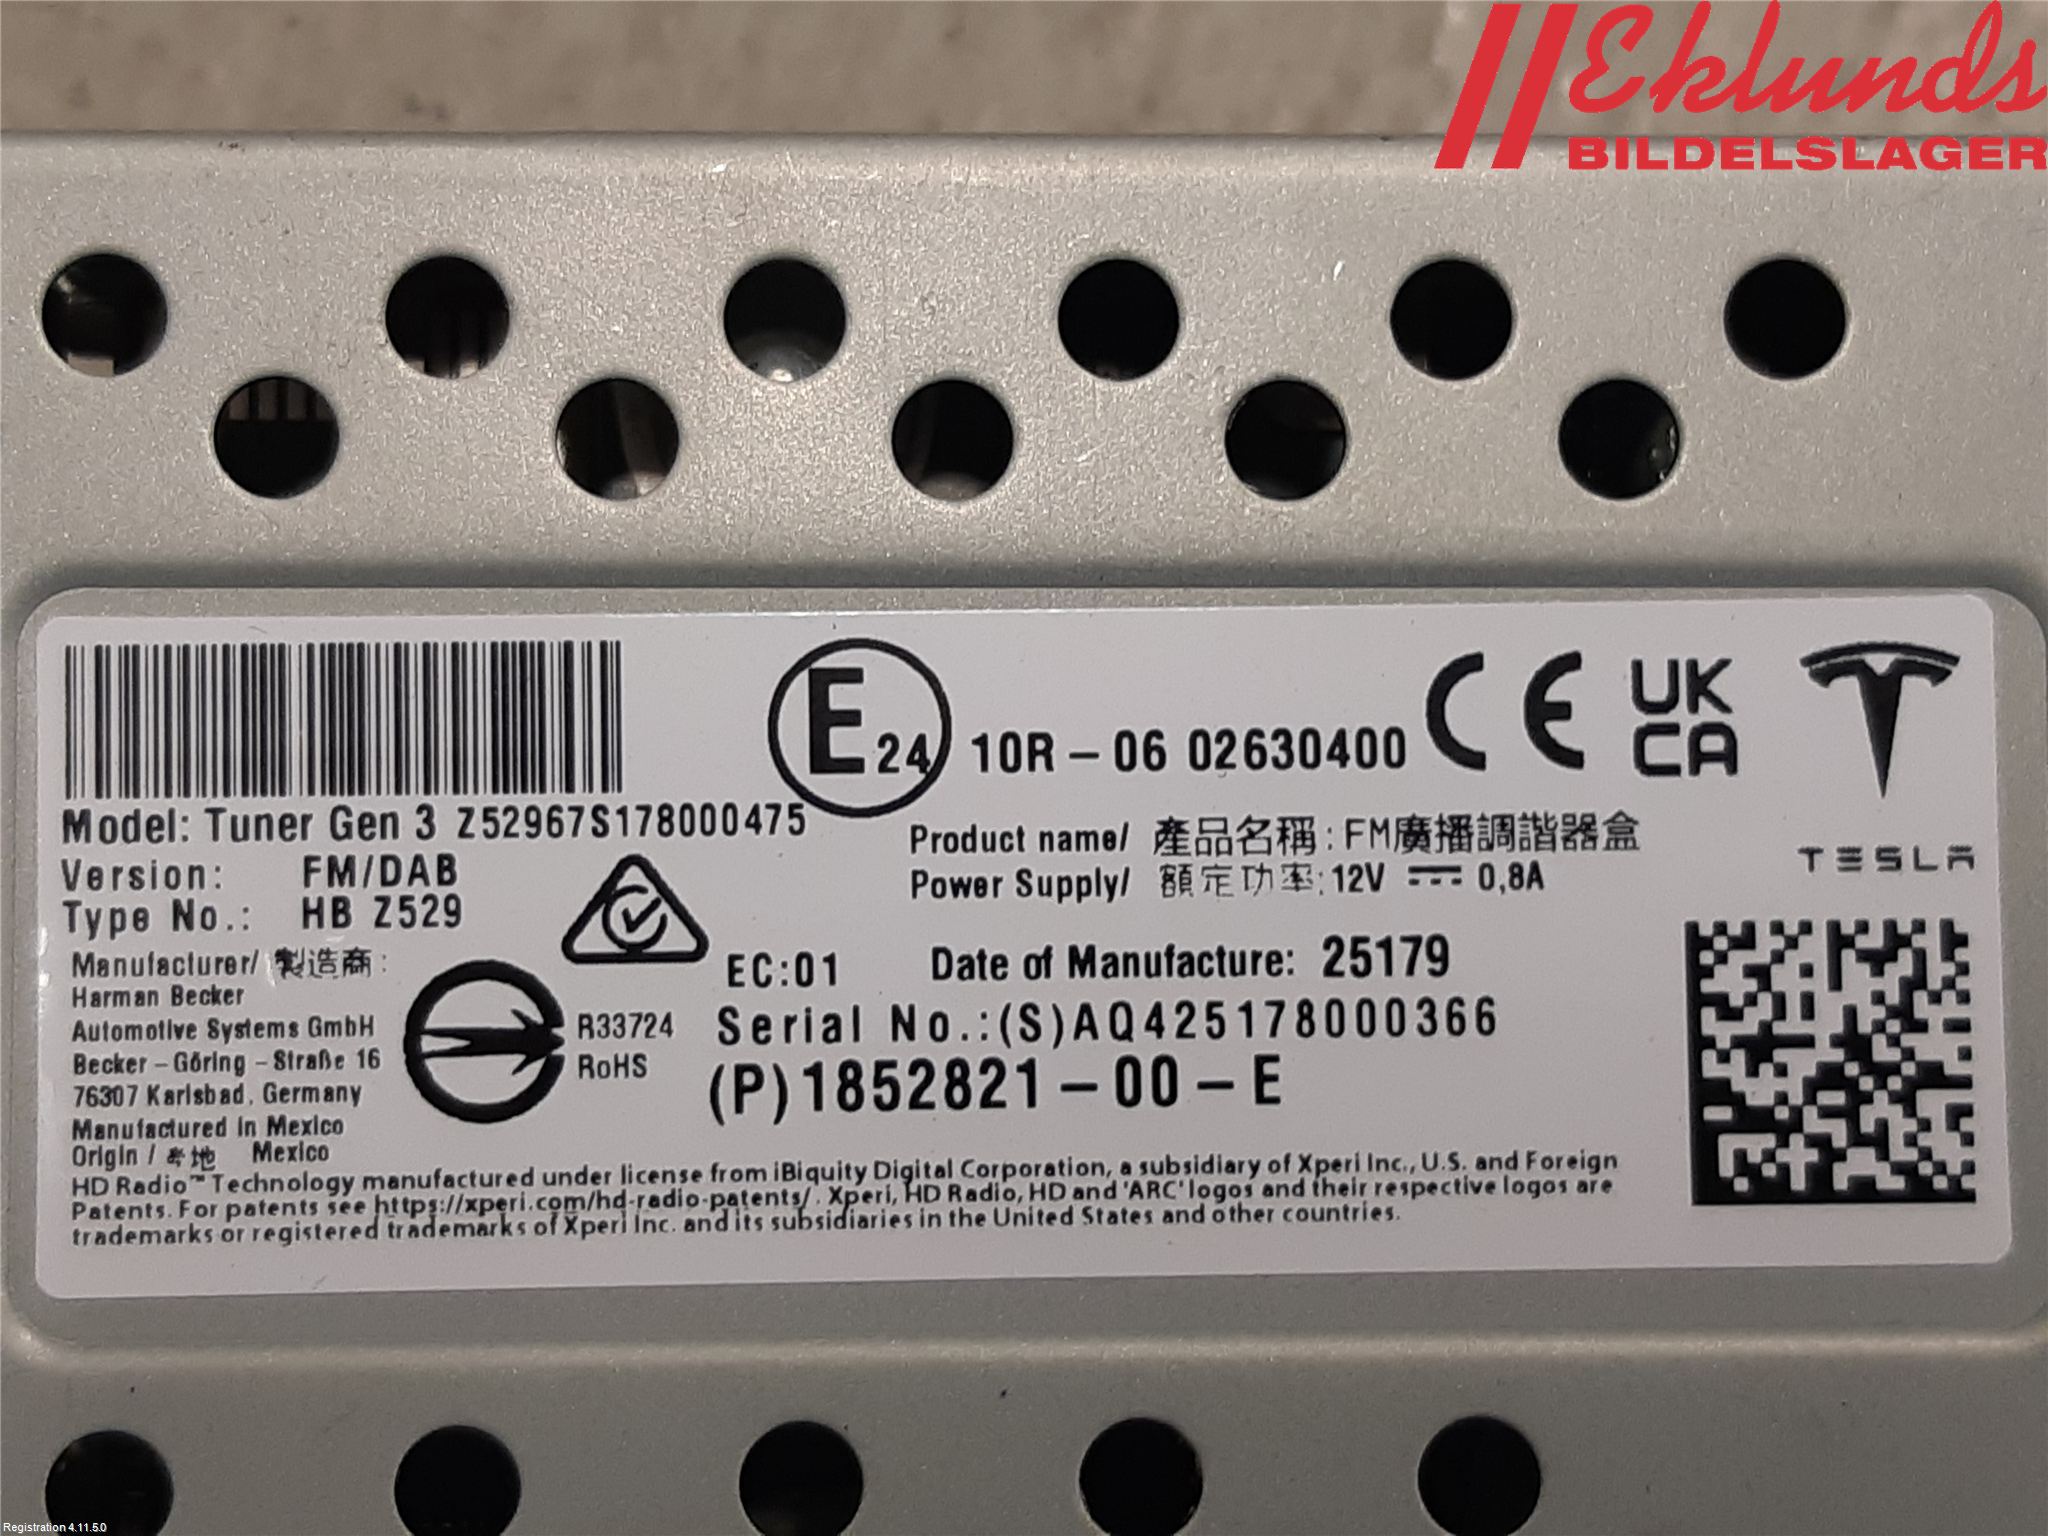 Eklunds
BILDELSLAGER
E24 10R - 06 02630400 CE UK
CA
Model: Tuner Gen 3 Z52967S178000475
Version: FM/DAB
Type No.: HB Z529
Product name/ 產品名稱: FM廣播調諧器盒
Power Supply/ 額定功率: 12V 0,8A
TESLA
Manufacturer/ 製造商:
Harman Becker
Automotive Systems GmbH
Becker - Göring - Straße 16
76307 Karlsbad, Germany
Manufactured in Mexico
Origin / 地 Mexico
R33724
RoHS
EC:01 Date of Manufacture: 25179
Serial No.:(S)AQ425178000366
(P)1852821-00-E
HD Radio™ Technology manufactured under license from iBiquity Digital Corporation, a subsidiary of Xperi Inc., U.S. and Foreign
Patents. For patents see https://xperi.com/hd-radio-patents/. Xperi, HD Radio, HD and 'ARC' logos and their respective logos are
trademarks or registered trademarks of Xperi Inc. and its subsidiaries in the United States and other countries.
Registration 4.11.5.0